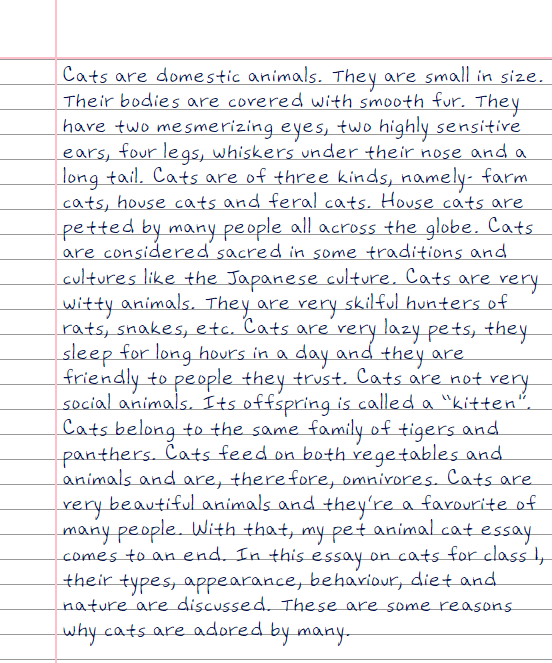 Cats are domestic animals. They are small in size.
Their bodies are covered with smooth fur. They
have two mesmerizing eyes, two highly sensitive
ears, four legs, whiskers under their nose and a
long tail. Cats are of three kinds, namely- farm
cats, house cats and feral cats. House cats are
petted by many people all across the globe. Cats
are considered sacred in some traditions and
cultures like the Japanese culture. Cats are very
witty animals. They are very skilful hunters of
rats, snakes, etc. Cats are very lazy pets, they
sleep for long hours in a day and they are
friendly to people they trust. Cats are not very
social animals. Its offspring is called a "kitten".
Cats belong to the same family of tigers and
panthers. Cats feed on both vegetables and
animals and are, therefore, omnivores. Cats are
very beautiful animals and they're a favourite of
many people. With that, my pet animal cat essay
comes to an end. In this essay on cats for class 1,
their types, appearance, behaviour, diet and
nature are discussed. These are some reasons
why cats are adored by many.